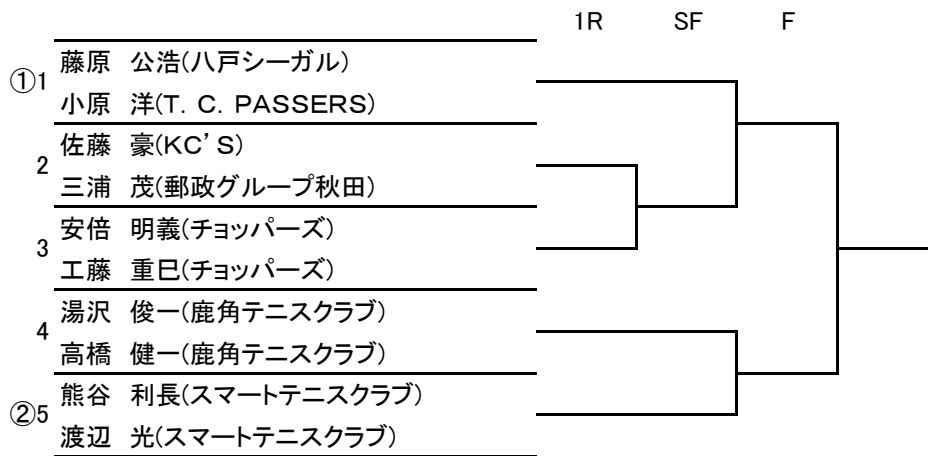 1R SF F
①1
藤原 公浩(八戸シーガル)
小原 洋(T. C. PASSERS)
2
佐藤 豪(KC'S)
三浦 茂(郵政グループ秋田)
3
安倍 明義(チョッパーズ)
工藤 重巳(チョッパーズ)
4
湯沢 俊一(鹿角テニスクラブ)
高橋 健一(鹿角テニスクラブ)
②5
熊谷 利長(スマートテニスクラブ)
渡辺 光(スマートテニスクラブ)